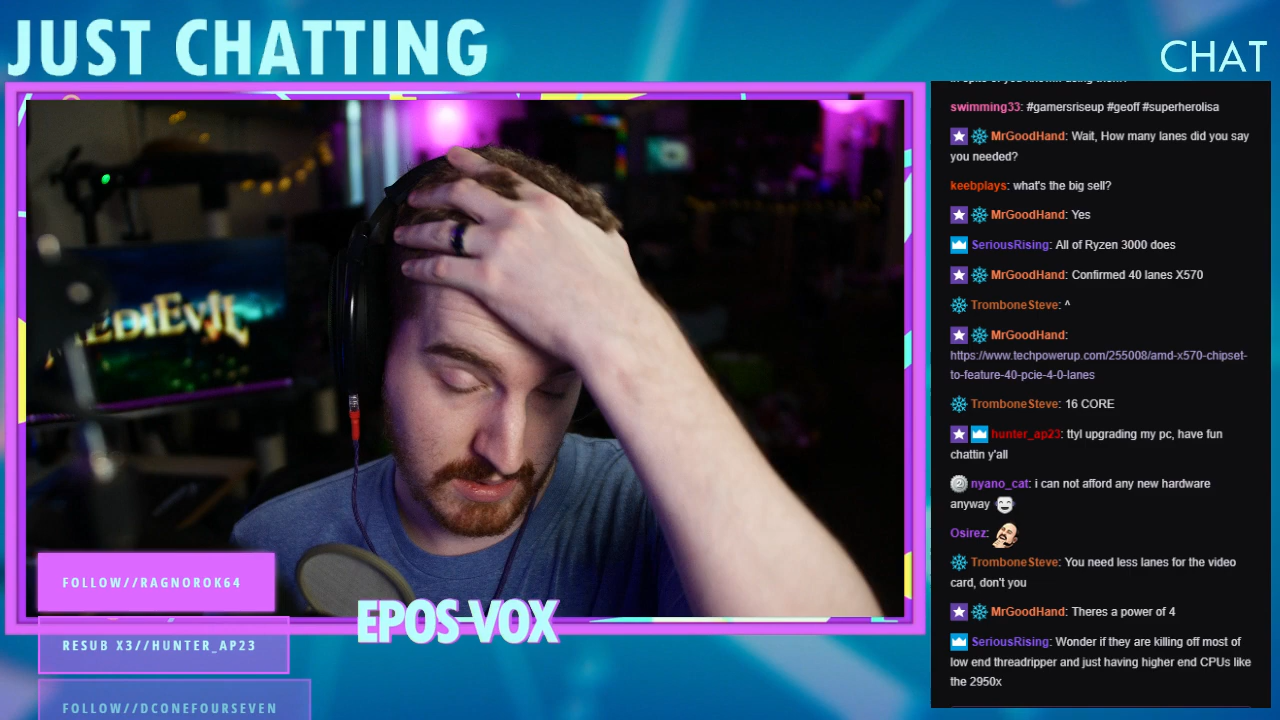 JUST CHATTING
CHAT
swimming33: #gamersriseup #geoff #superherolisa
MrGoodHand: Wait, How many lanes did you say
you needed?
keebplays: what's the big sell?
MrGoodHand: Yes
SeriousRising: All of Ryzen 3000 does
MrGoodHand: Confirmed 40 lanes X570
TromboneSteve: ^
MrGoodHand:
https://www.techpowerup.com/255008/amd-x570-chipset-
to-feature-40-pcie-4-0-lanes
TromboneSteve: 16 CORE
hunter_ap23: ttyl upgrading my pc, have fun
chattin y'all
nyano_cat: i can not afford any new hardware
anyway
Osirez:
TromboneSteve: You need less lanes for the video
card, don't you
MrGoodHand: Theres a power of 4
SeriousRising: Wonder if they are killing off most of
low end threadripper and just having higher end CPUs like
the 2950x
MEDIEVIL
FOLLOW//RAGNOROK64
RESUB X3//HUNTER_AP23
FOLLOW//DCONEFOURSEVEN
EPOS VOX